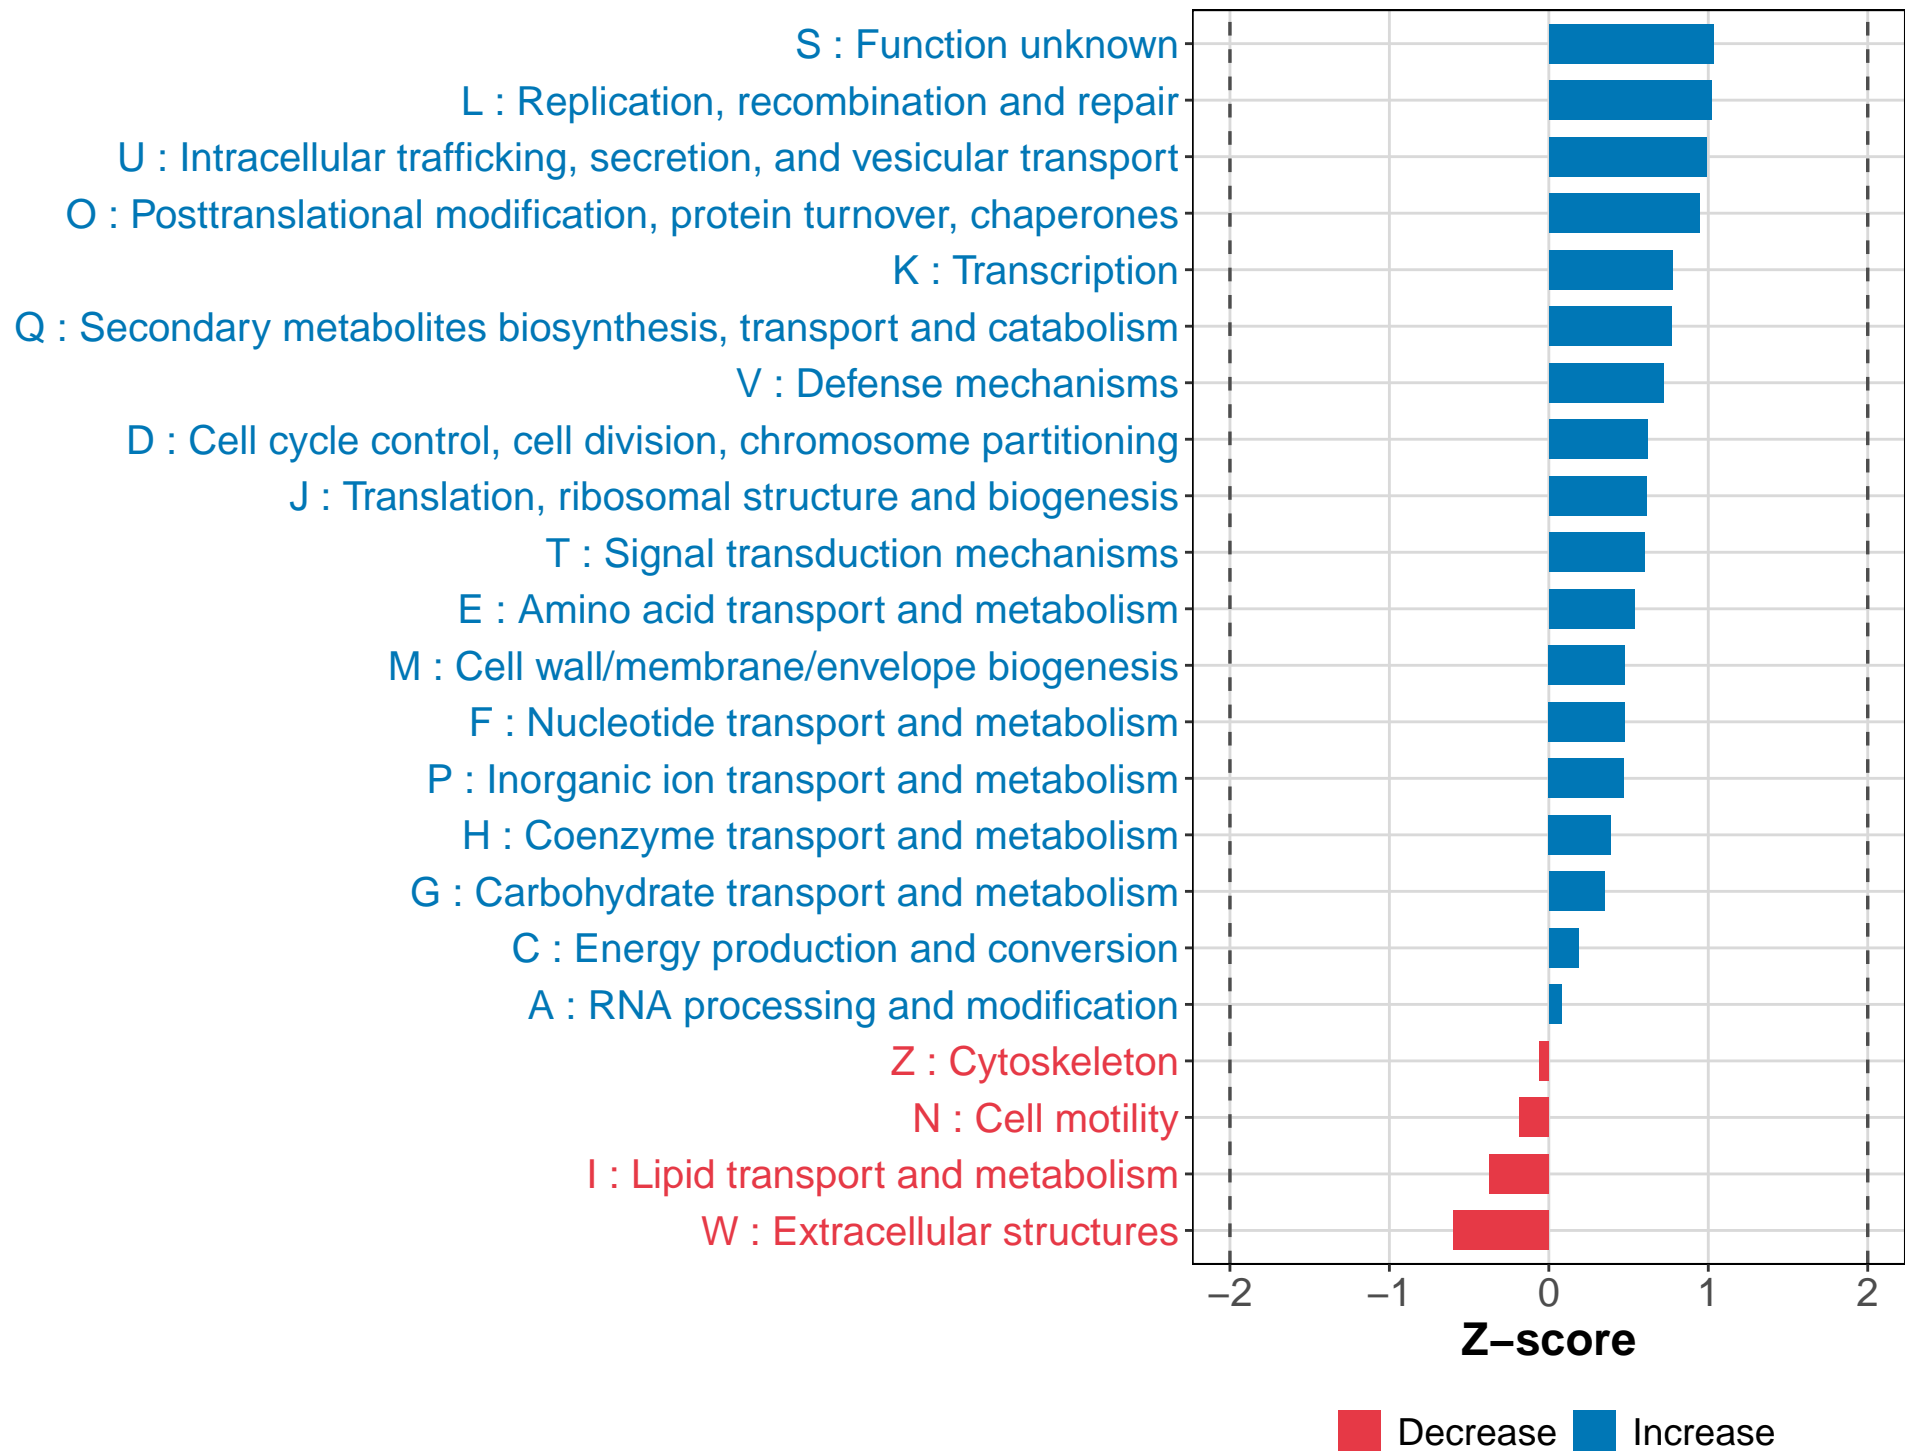 S : Function unknown
L : Replication, recombination and repair
U : Intracellular trafficking, secretion, and vesicular transport
O : Posttranslational modification, protein turnover, chaperones
K : Transcription
Q : Secondary metabolites biosynthesis, transport and catabolism
V : Defense mechanisms
D : Cell cycle control, cell division, chromosome partitioning
J : Translation, ribosomal structure and biogenesis
T : Signal transduction mechanisms
E : Amino acid transport and metabolism
M : Cell wall/membrane/envelope biogenesis
F : Nucleotide transport and metabolism
P : Inorganic ion transport and metabolism
H : Coenzyme transport and metabolism
G : Carbohydrate transport and metabolism
C : Energy production and conversion
A : RNA processing and modification
Z : Cytoskeleton
N : Cell motility
I : Lipid transport and metabolism
W : Extracellular structures
−2 −1 0 1 2
Z−score
Decrease Increase